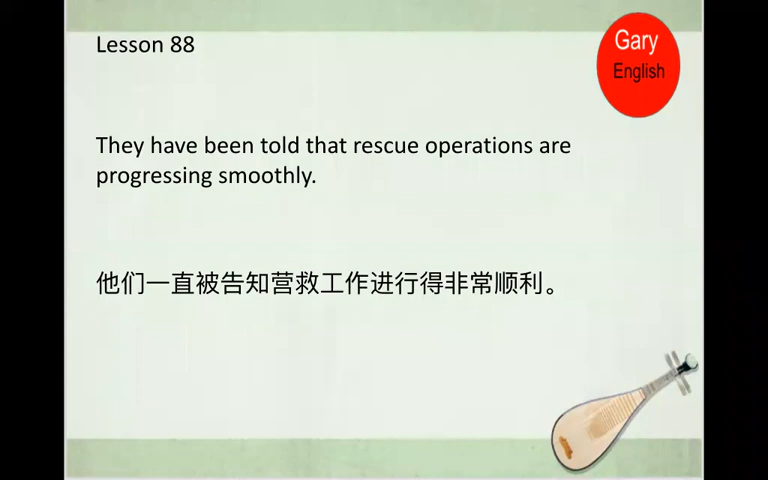 Lesson 88
Gary
English
They have been told that rescue operations are
progressing smoothly.
他们一直被告知营救工作进行得非常顺利。